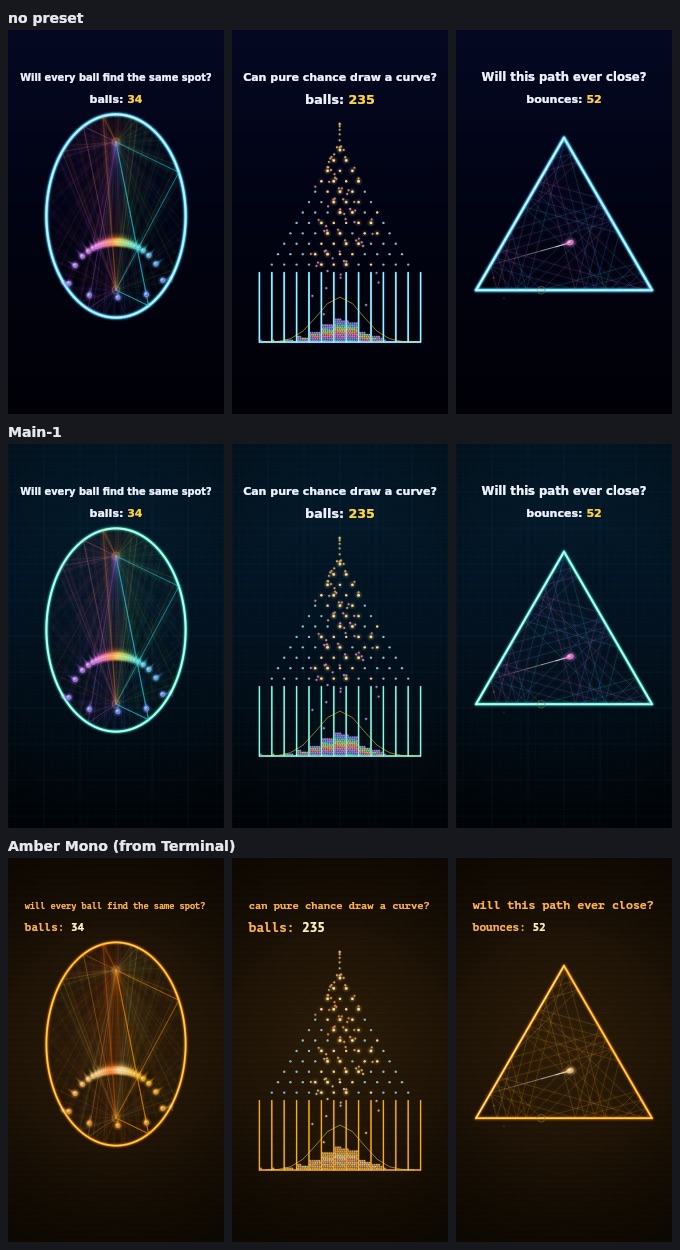 no preset
Will every ball find the same spot?
balls: 34
Can pure chance draw a curve?
balls: 235
Will this path ever close?
bounces: 52
Main-1
Will every ball find the same spot?
balls: 34
Can pure chance draw a curve?
balls: 235
Will this path ever close?
bounces: 52
Amber Mono (from Terminal)
will every ball find the same spot?
balls: 34
can pure chance draw a curve?
balls: 235
will this path ever close?
bounces: 52